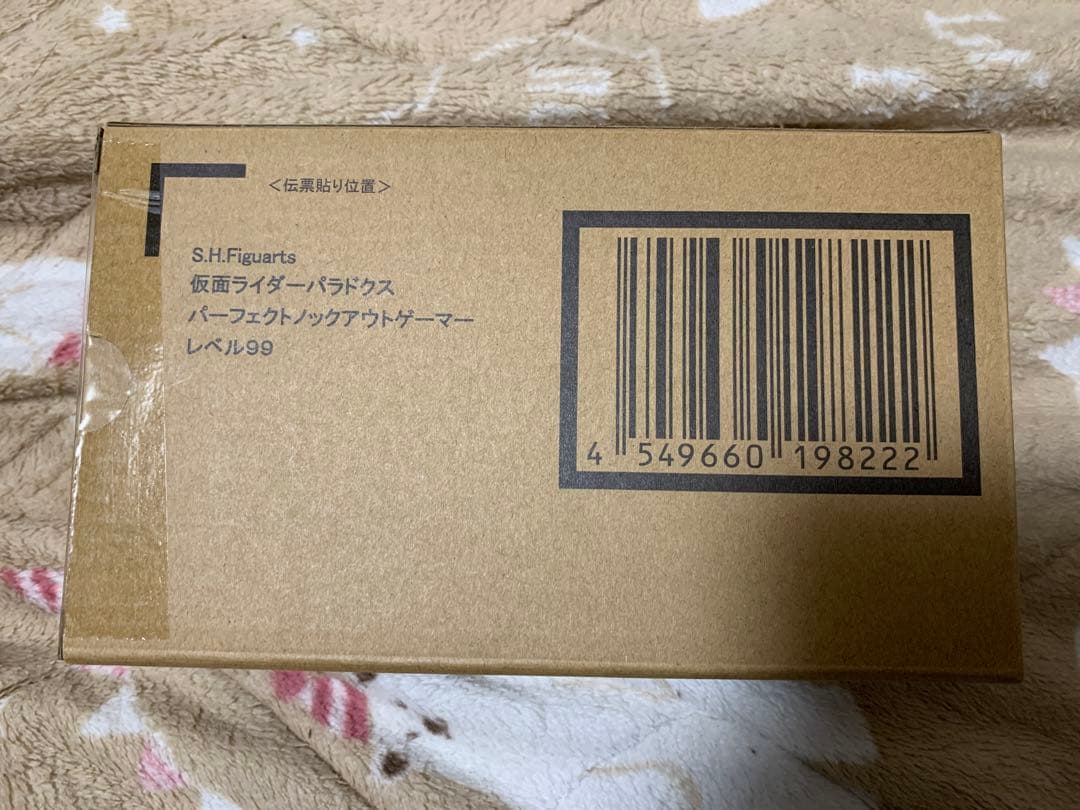 ＜伝票貼り位置＞
S.H.Figuarts
仮面ライダーパラドクス
パーフェクトノックアウトゲーマー
レベル99
4 549660 198222